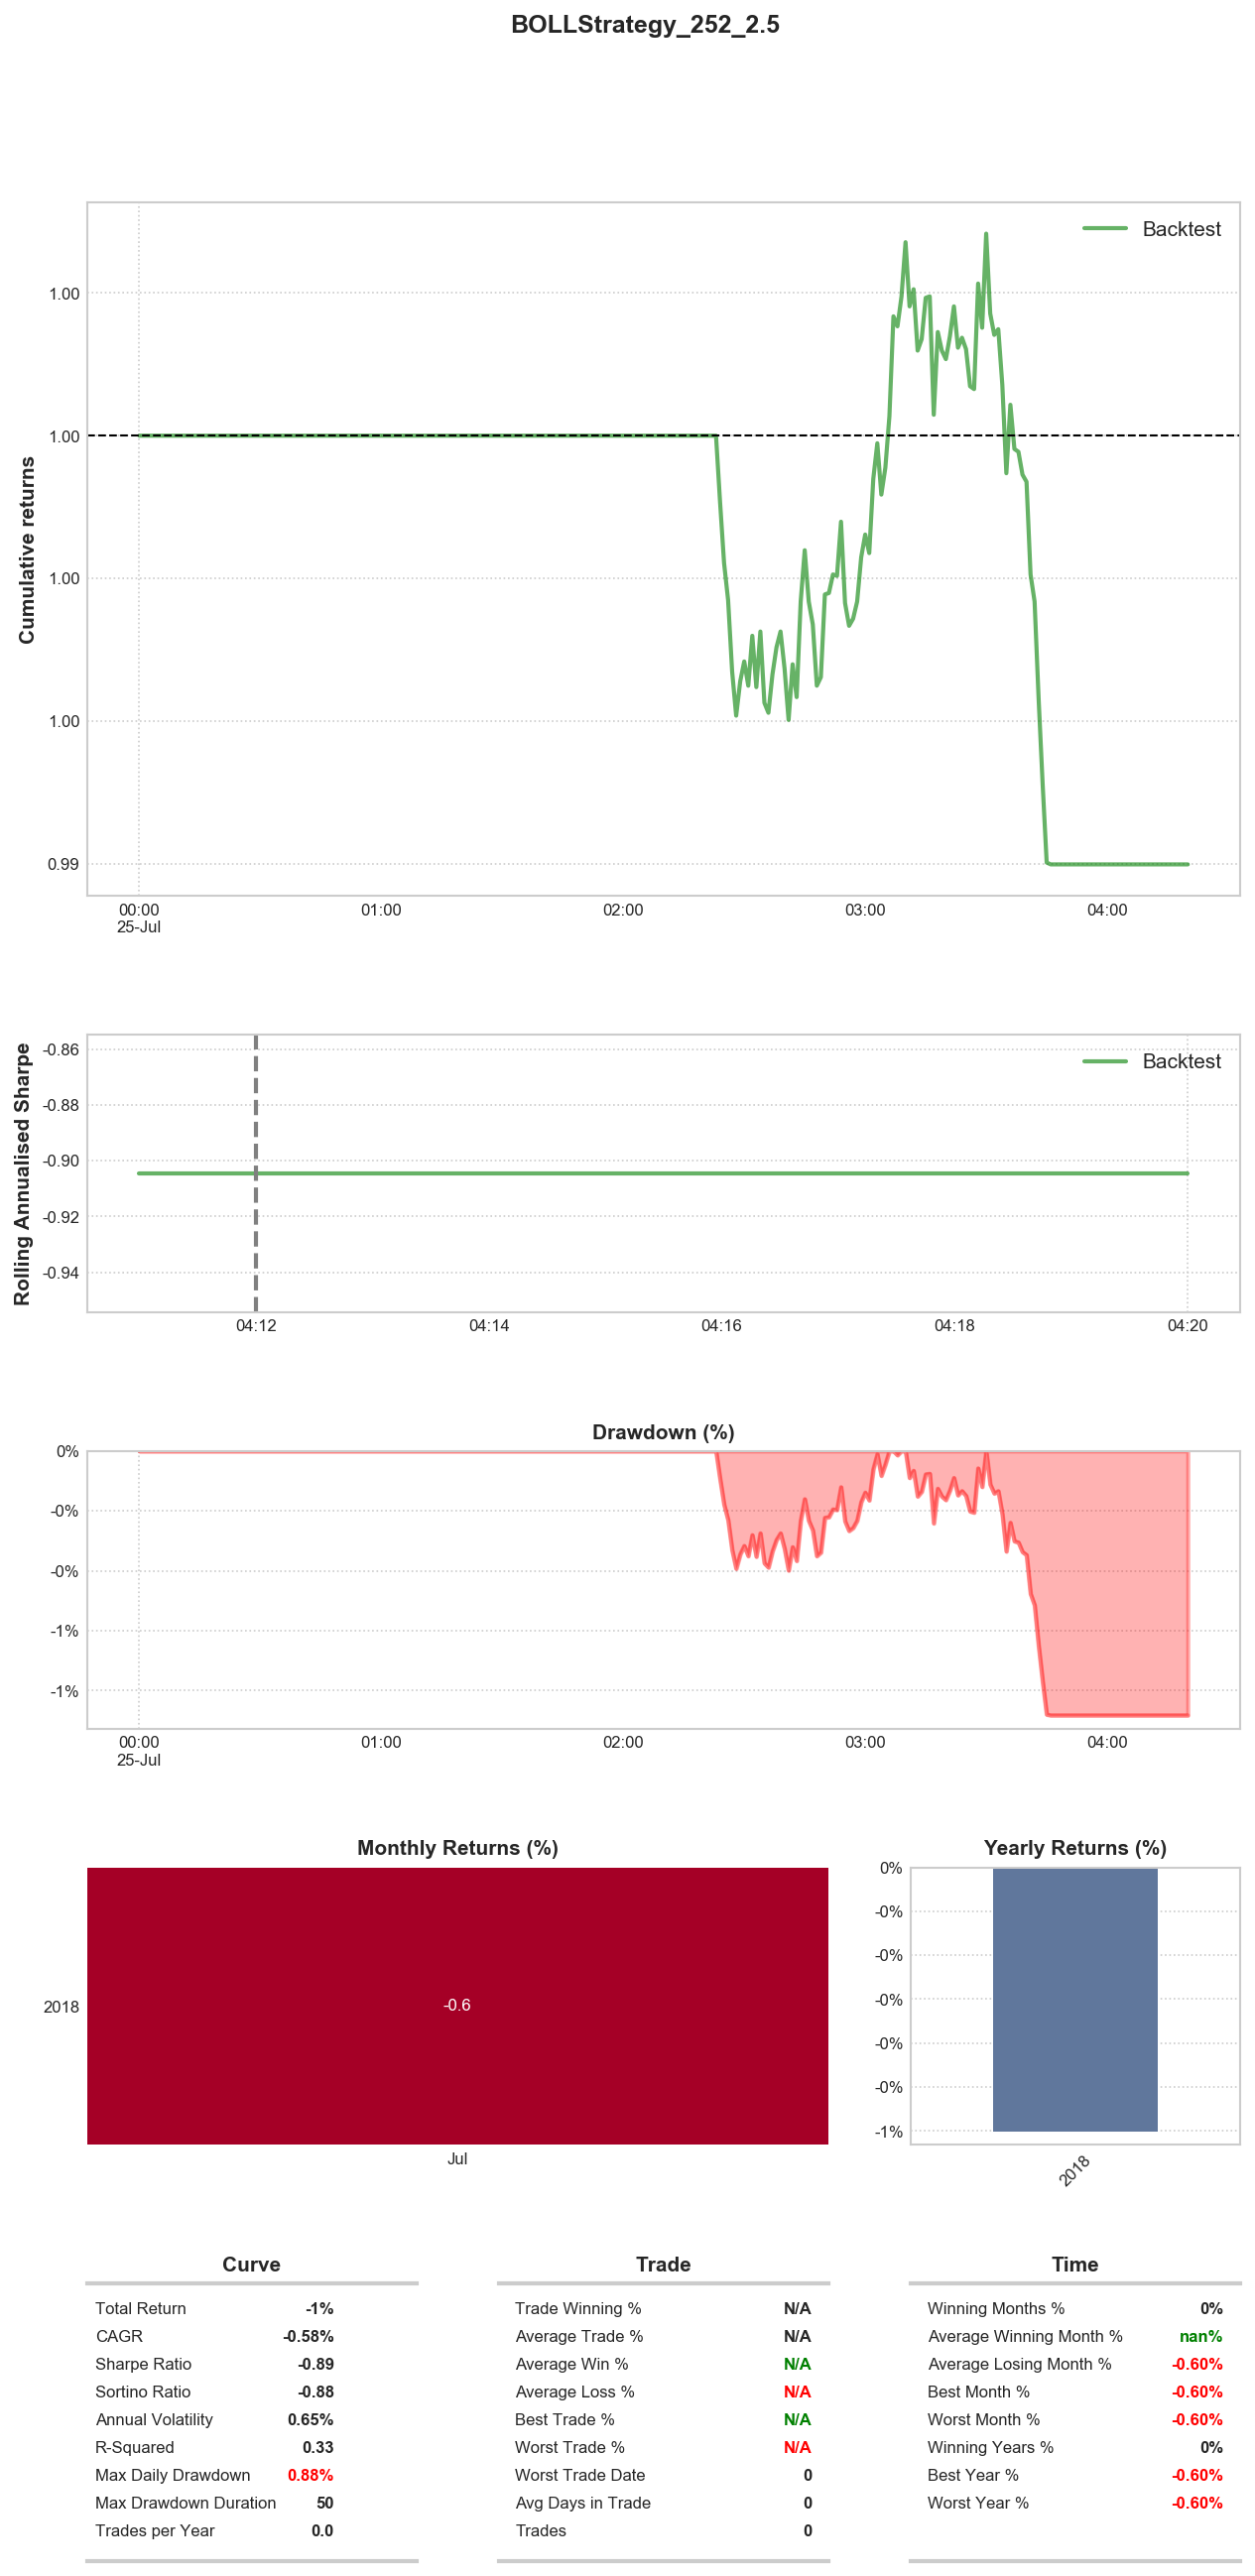 BOLLStrategy_252_2.5
Backtest
Cumulative returns
1.00
1.00
1.00
1.00
0.99
00:00 01:00 02:00 03:00 04:00
25-Jul
Backtest
Rolling Annualised Sharpe
-0.86
-0.88
-0.90
-0.92
-0.94
04:12 04:14 04:16 04:18 04:20
Drawdown (%)
0%
-0%
-0%
-1%
-1%
00:00 01:00 02:00 03:00 04:00
25-Jul
Monthly Returns (%)
2018
-0.6
Jul
Yearly Returns (%)
0%
-0%
-0%
-0%
-0%
-0%
-1%
2018
Curve
Total Return -1%
CAGR -0.58%
Sharpe Ratio -0.89
Sortino Ratio -0.88
Annual Volatility 0.65%
R-Squared 0.33
Max Daily Drawdown 0.88%
Max Drawdown Duration 50
Trades per Year 0.0
Trade
Trade Winning % N/A
Average Trade % N/A
Average Win % N/A
Average Loss % N/A
Best Trade % N/A
Worst Trade % N/A
Worst Trade Date 0
Avg Days in Trade 0
Trades 0
Time
Winning Months % 0%
Average Winning Month % nan%
Average Losing Month % -0.60%
Best Month % -0.60%
Worst Month % -0.60%
Winning Years % 0%
Best Year % -0.60%
Worst Year % -0.60%